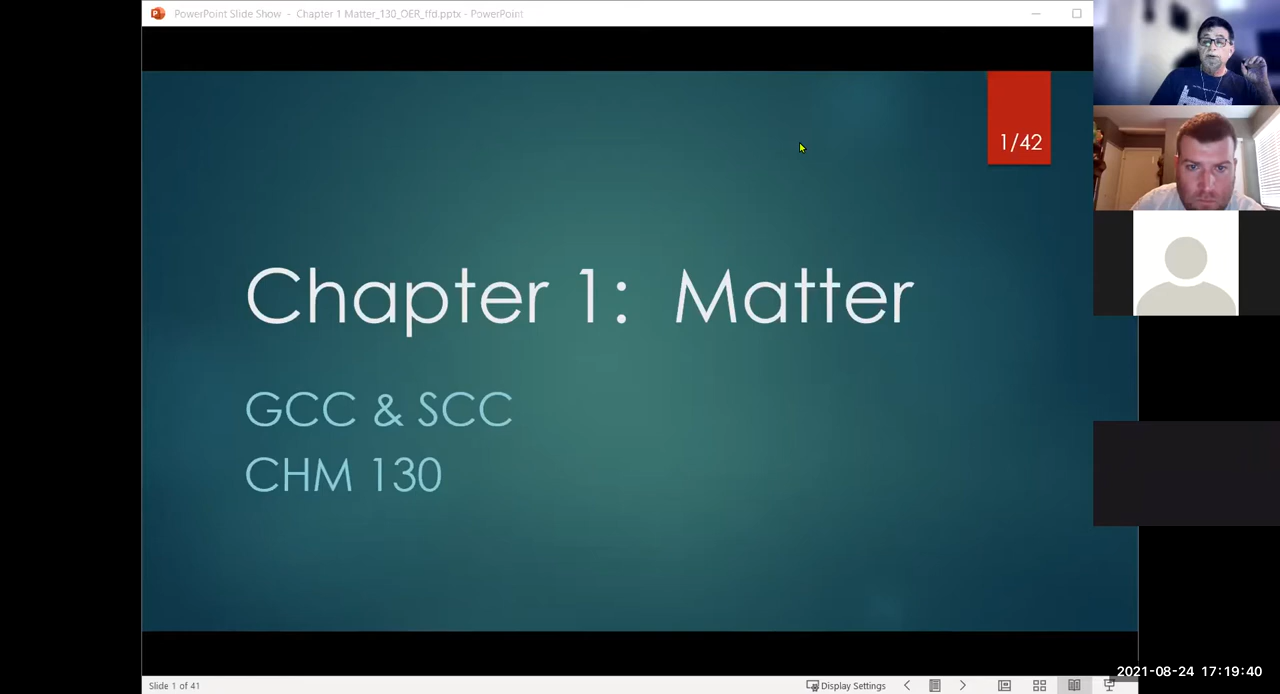 PowerPoint Slide Show - Chapter 1 Matter_130_OER_ffd.pptx - PowerPoint
1/42
Chapter 1: Matter
GCC & SCC
CHM 130
2021-08-24 17:19:40
Slide 1 of 41
Display Settings